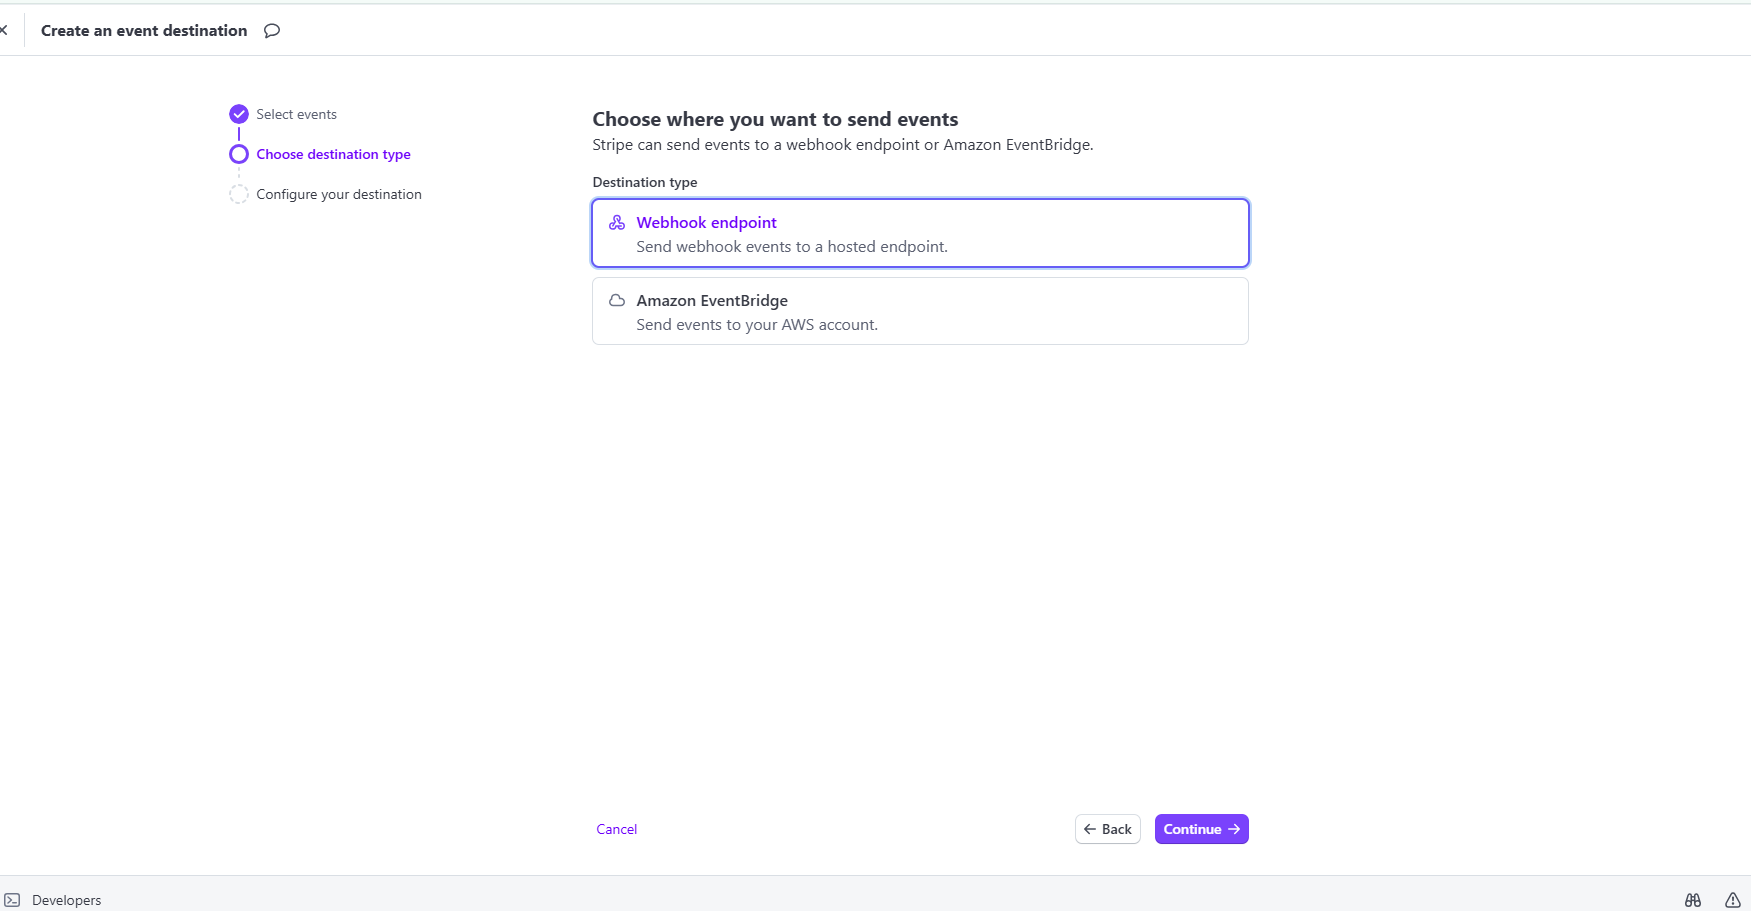 Create an event destination
Select events
Choose destination type
Configure your destination
Choose where you want to send events
Stripe can send events to a webhook endpoint or Amazon EventBridge.
Destination type
Webhook endpoint
Send webhook events to a hosted endpoint.
Amazon EventBridge
Send events to your AWS account.
Cancel
Back
Continue
Developers